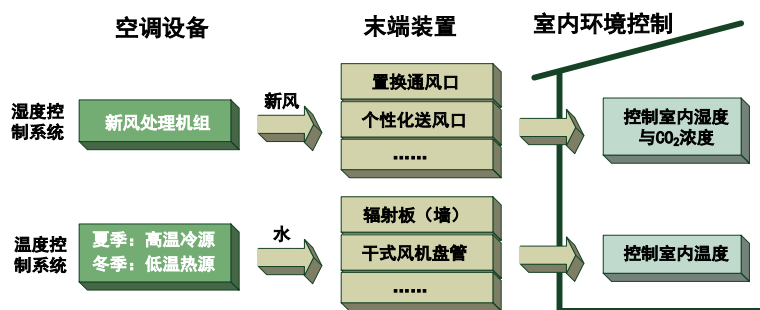 空调设备
末端装置
室内环境控制
湿度控
制系统
新风处理机组
新风
置换通风口
个性化送风口
……
控制室内湿度
与CO₂浓度
温度控
制系统
夏季：高温冷源
冬季：低温热源
水
辐射板（墙）
干式风机盘管
……
控制室内温度